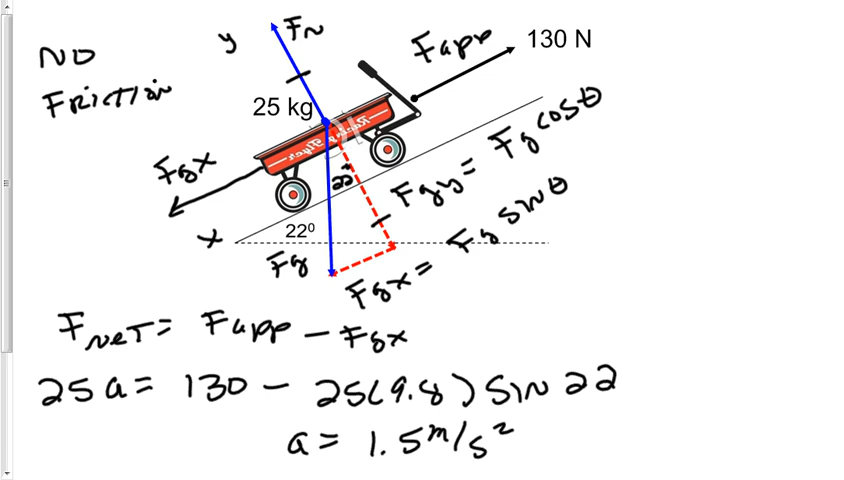 NO
Friction
y
FN
Fapp
130 N
25 kg
Fgx
x
22⁰
22°
Fg
Fgy = Fg cosθ
Fgx = Fg sinθ
FNeT = Fapp - Fgx
25 a = 130 - 25(9.8) sin 22
a = 1.5 m/s²